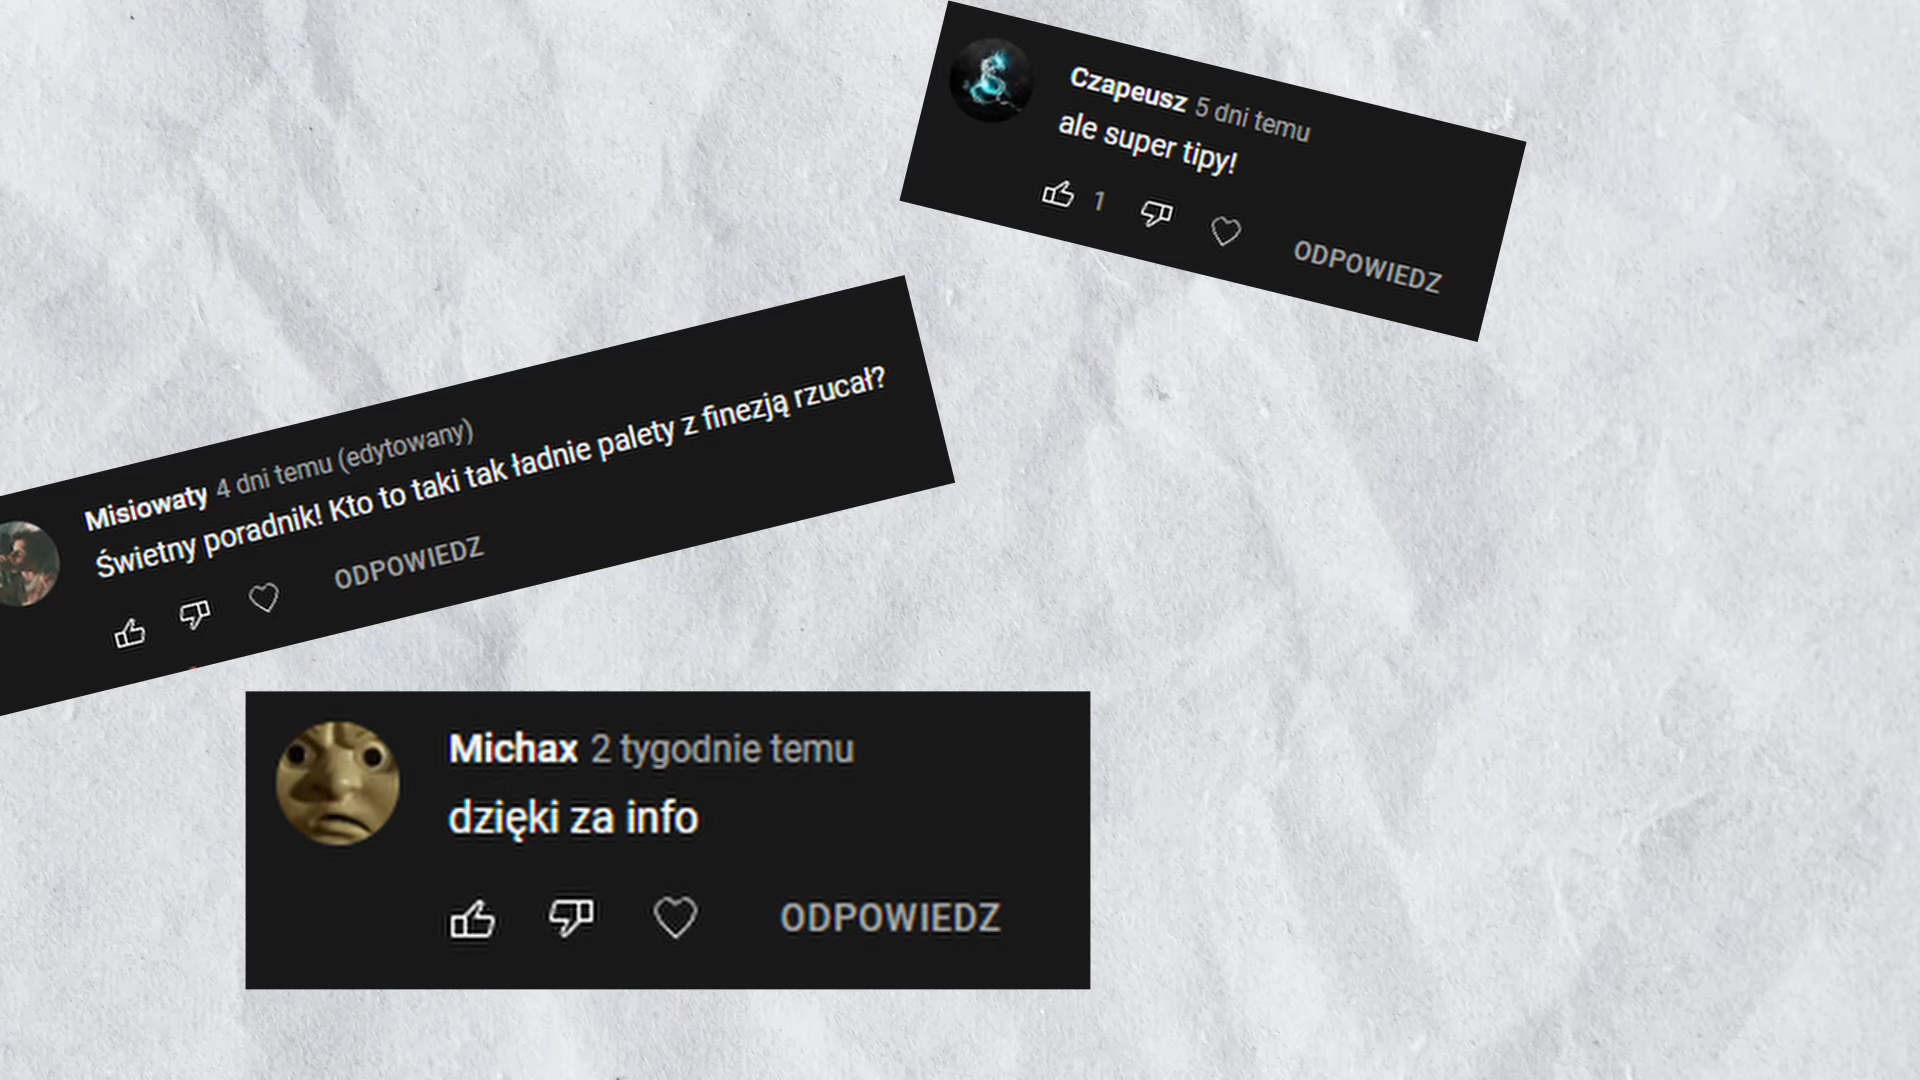 Czapeusz 5 dni temu
ale super tipy!
1
ODPOWIEDZ
Misiowaty 4 dni temu (edytowany)
Świetny poradnik! Kto to taki tak ładnie palety z finezją rzucał?
ODPOWIEDZ
Michax 2 tygodnie temu
dzięki za info
ODPOWIEDZ